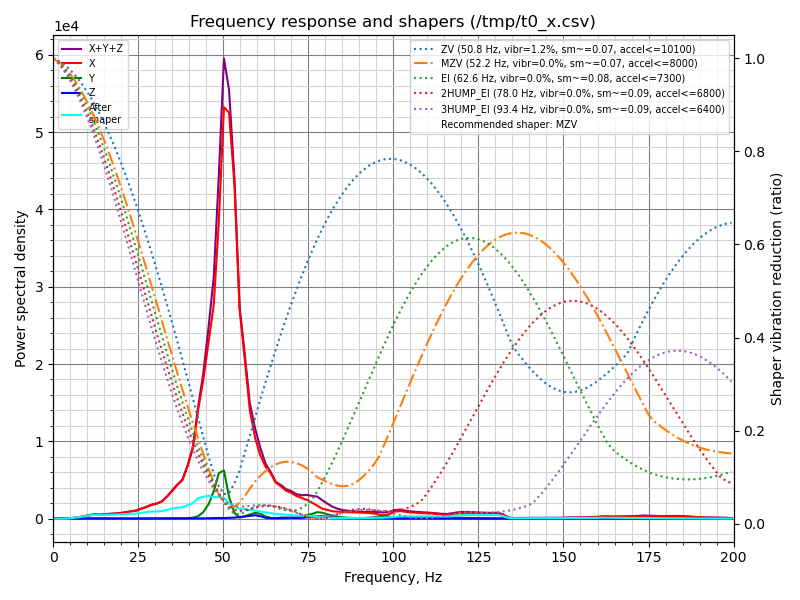 Frequency response and shapers (/tmp/t0_x.csv)
1e4
X+Y+Z
X
Y
Z
After
shaper
ZV (50.8 Hz, vibr=1.2%, sm~=0.07, accel<=10100)
MZV (52.2 Hz, vibr=0.0%, sm~=0.07, accel<=8000)
EI (62.6 Hz, vibr=0.0%, sm~=0.08, accel<=7300)
2HUMP_EI (78.0 Hz, vibr=0.0%, sm~=0.09, accel<=6800)
3HUMP_EI (93.4 Hz, vibr=0.0%, sm~=0.09, accel<=6400)
Recommended shaper: MZV
Power spectral density
6
5
4
3
2
1
0
1.0
0.8
0.6
0.4
0.2
0.0
Shaper vibration reduction (ratio)
0 25 50 75 100 125 150 175 200
Frequency, Hz